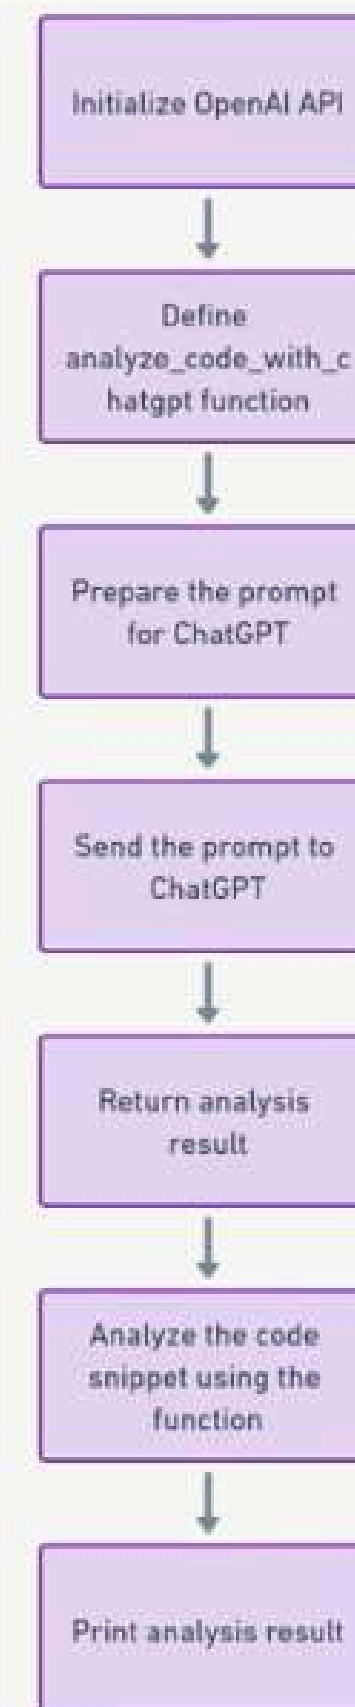 Initialize OpenAI API
Define
analyze_code_with_c
hatgpt function
Prepare the prompt
for ChatGPT
Send the prompt to
ChatGPT
Return analysis
result
Analyze the code
snippet using the
function
Print analysis result